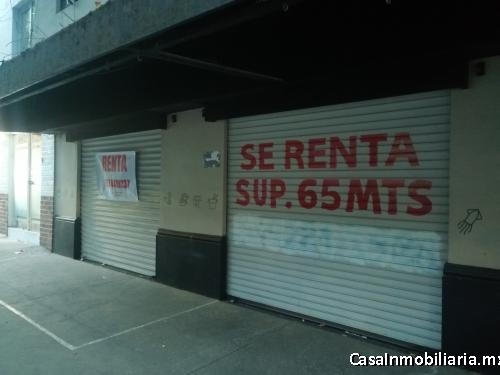 RENTA
SE RENTA
SUP. 65MTS
CasaInmobiliaria.mx